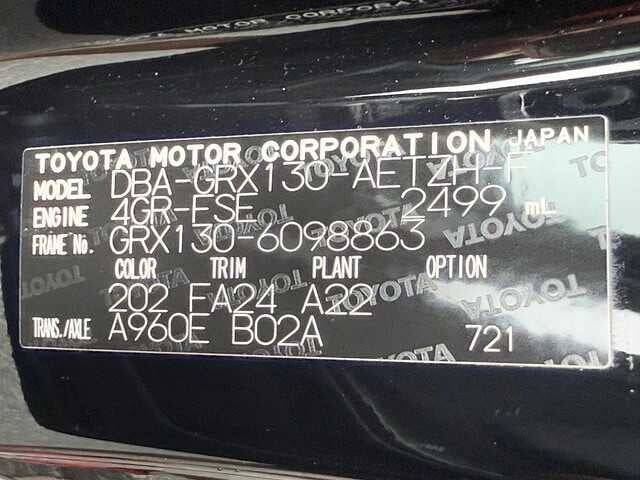 TOYOTA MOTOR CORPORATION JAPAN
MODEL DBA-GRX130-AETZH-F
ENGINE 4GR-FSE 2499 mL
FRAME No. GRX130-6098863
COLOR TRIM PLANT OPTION
202 FA24 A22
TRANS./AXLE A960E B02A 721